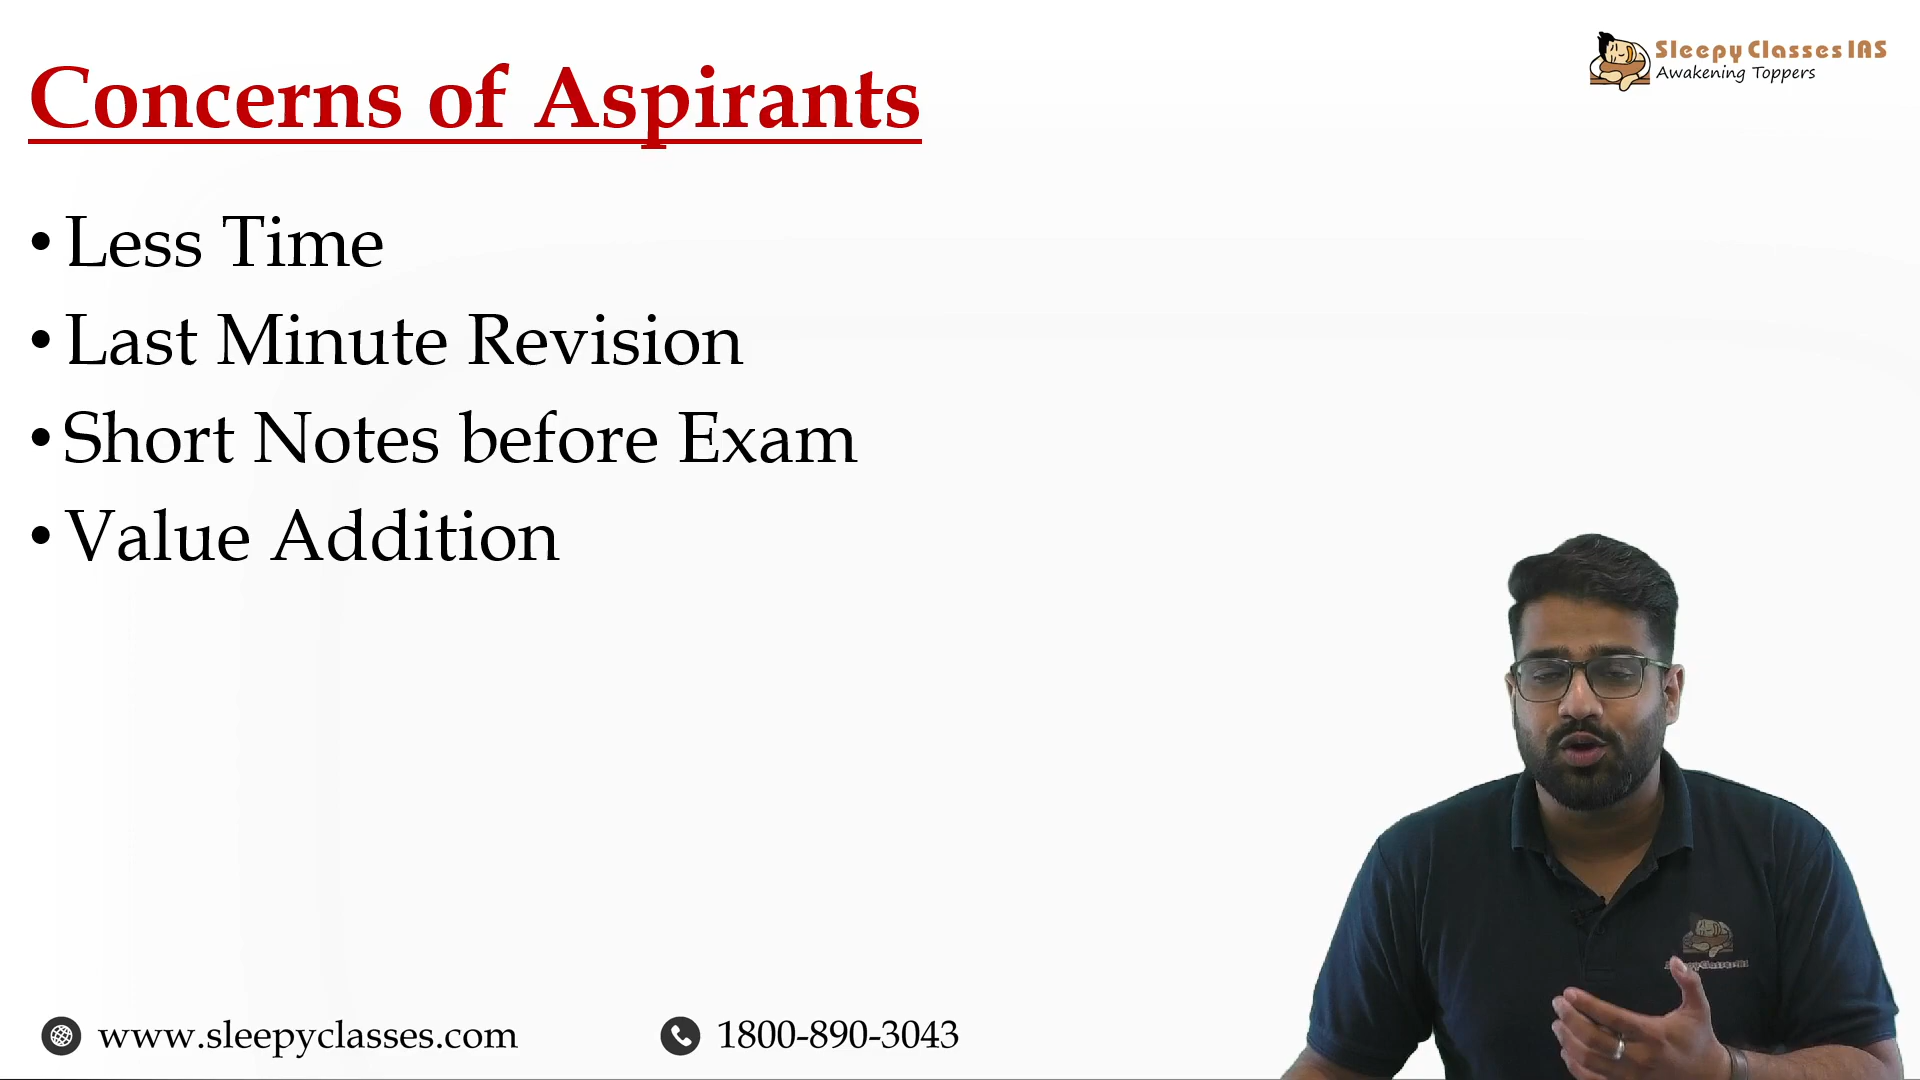 Sleepy Classes IAS
Awakening Toppers
Concerns of Aspirants
• Less Time
• Last Minute Revision
• Short Notes before Exam
• Value Addition
www.sleepyclasses.com
1800-890-3043